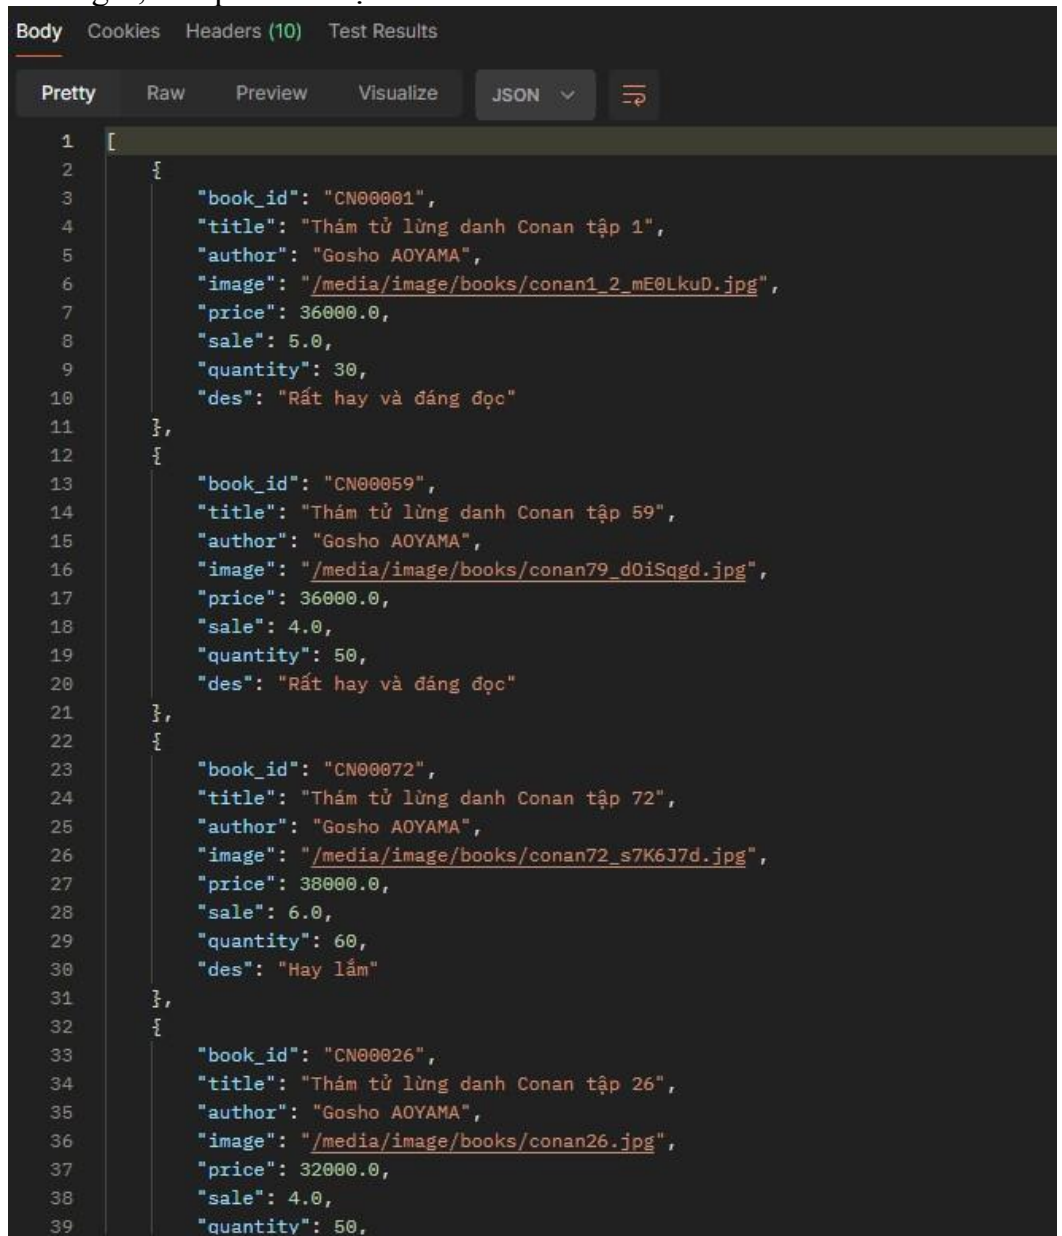 Body Cookies Headers (10) Test Results
Pretty Raw Preview Visualize JSON
1 [
2 {
3 "book_id": "CN00001",
4 "title": "Thám tử lừng danh Conan tập 1",
5 "author": "Gosho AOYAMA",
6 "image": "/media/image/books/conan1_2_mE0LkuD.jpg",
7 "price": 36000.0,
8 "sale": 5.0,
9 "quantity": 30,
10 "des": "Rất hay và đáng đọc"
11 },
12 {
13 "book_id": "CN00059",
14 "title": "Thám tử lừng danh Conan tập 59",
15 "author": "Gosho AOYAMA",
16 "image": "/media/image/books/conan79_dOiSqgd.jpg",
17 "price": 36000.0,
18 "sale": 4.0,
19 "quantity": 50,
20 "des": "Rất hay và đáng đọc"
21 },
22 {
23 "book_id": "CN00072",
24 "title": "Thám tử lừng danh Conan tập 72",
25 "author": "Gosho AOYAMA",
26 "image": "/media/image/books/conan72_s7K6J7d.jpg",
27 "price": 38000.0,
28 "sale": 6.0,
29 "quantity": 60,
30 "des": "Hay lắm"
31 },
32 {
33 "book_id": "CN00026",
34 "title": "Thám tử lừng danh Conan tập 26",
35 "author": "Gosho AOYAMA",
36 "image": "/media/image/books/conan26.jpg",
37 "price": 32000.0,
38 "sale": 4.0,
39 "quantity": 50,